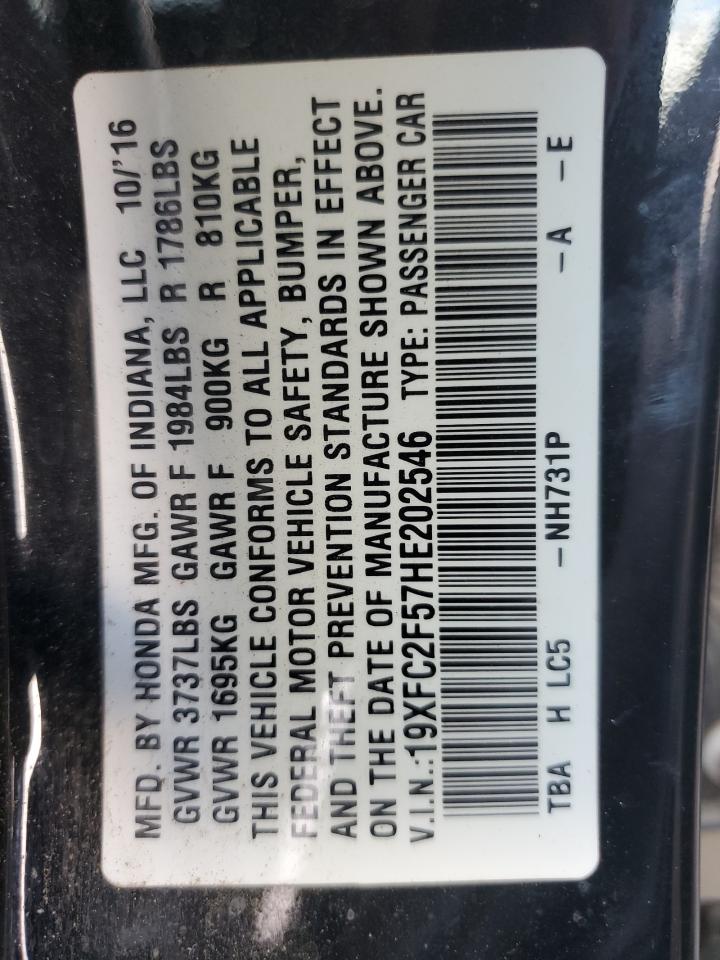 MFD. BY HONDA MFG. OF INDIANA, LLC 10/'16
GVWR 3737LBS GAWR F 1984LBS R 1786LBS
GVWR 1695KG GAWR F 900KG R 810KG
THIS VEHICLE CONFORMS TO ALL APPLICABLE
FEDERAL MOTOR VEHICLE SAFETY, BUMPER,
AND THEFT PREVENTION STANDARDS IN EFFECT
ON THE DATE OF MANUFACTURE SHOWN ABOVE.
V.I.N.:19XFC2F57HE202546 TYPE: PASSENGER CAR
TBA H LC5 -NH731P -A -E